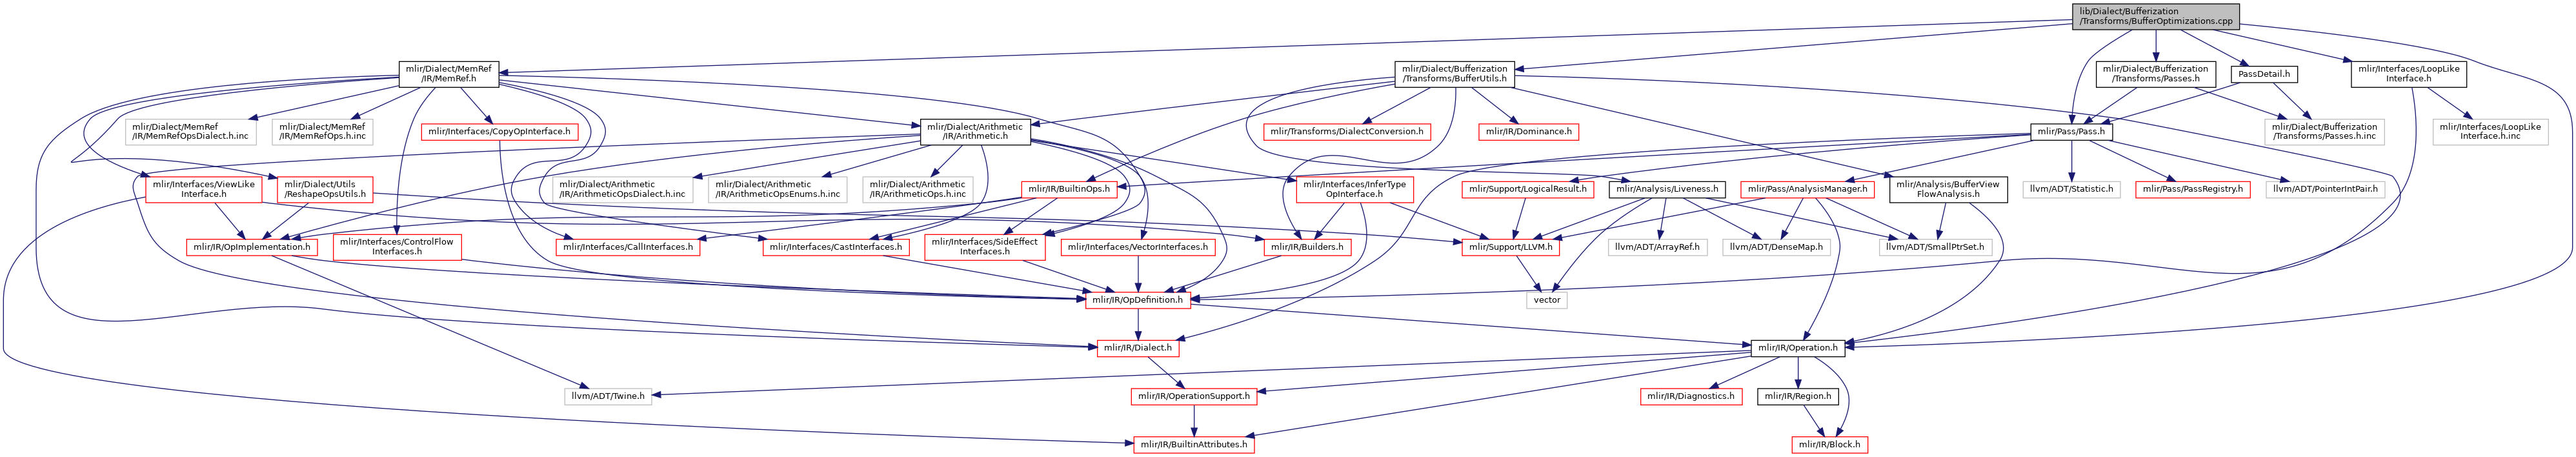 lib/Dialect/Bufferization
/Transforms/BufferOptimizations.cpp
mlir/Dialect/MemRef
/IR/MemRef.h
mlir/Dialect/Bufferization
/Transforms/BufferUtils.h
mlir/Dialect/Bufferization
/Transforms/Passes.h
PassDetail.h
mlir/Interfaces/LoopLike
Interface.h
mlir/Dialect/MemRef
/IR/MemRefOpsDialect.h.inc
mlir/Dialect/MemRef
/IR/MemRefOps.h.inc
mlir/Interfaces/CopyOpInterface.h
mlir/Dialect/Arithmetic
/IR/Arithmetic.h
mlir/Transforms/DialectConversion.h
mlir/IR/Dominance.h
mlir/Pass/Pass.h
mlir/Dialect/Bufferization
/Transforms/Passes.h.inc
mlir/Interfaces/LoopLike
Interface.h.inc
mlir/Interfaces/ViewLike
Interface.h
mlir/Dialect/Utils
/ReshapeOpsUtils.h
mlir/Dialect/Arithmetic
/IR/ArithmeticOpsDialect.h.inc
mlir/Dialect/Arithmetic
/IR/ArithmeticOpsEnums.h.inc
mlir/Dialect/Arithmetic
/IR/ArithmeticOps.h.inc
mlir/IR/BuiltinOps.h
mlir/Interfaces/InferType
OpInterface.h
mlir/Support/LogicalResult.h
mlir/Analysis/Liveness.h
mlir/Pass/AnalysisManager.h
mlir/Analysis/BufferView
FlowAnalysis.h
llvm/ADT/Statistic.h
mlir/Pass/PassRegistry.h
llvm/ADT/PointerIntPair.h
mlir/IR/OpImplementation.h
mlir/Interfaces/ControlFlow
Interfaces.h
mlir/Interfaces/CallInterfaces.h
mlir/Interfaces/CastInterfaces.h
mlir/Interfaces/SideEffect
Interfaces.h
mlir/Interfaces/VectorInterfaces.h
mlir/IR/Builders.h
mlir/Support/LLVM.h
llvm/ADT/ArrayRef.h
llvm/ADT/DenseMap.h
llvm/ADT/SmallPtrSet.h
mlir/IR/OpDefinition.h
vector
mlir/IR/Dialect.h
mlir/IR/Operation.h
llvm/ADT/Twine.h
mlir/IR/OperationSupport.h
mlir/IR/Diagnostics.h
mlir/IR/Region.h
mlir/IR/BuiltinAttributes.h
mlir/IR/Block.h